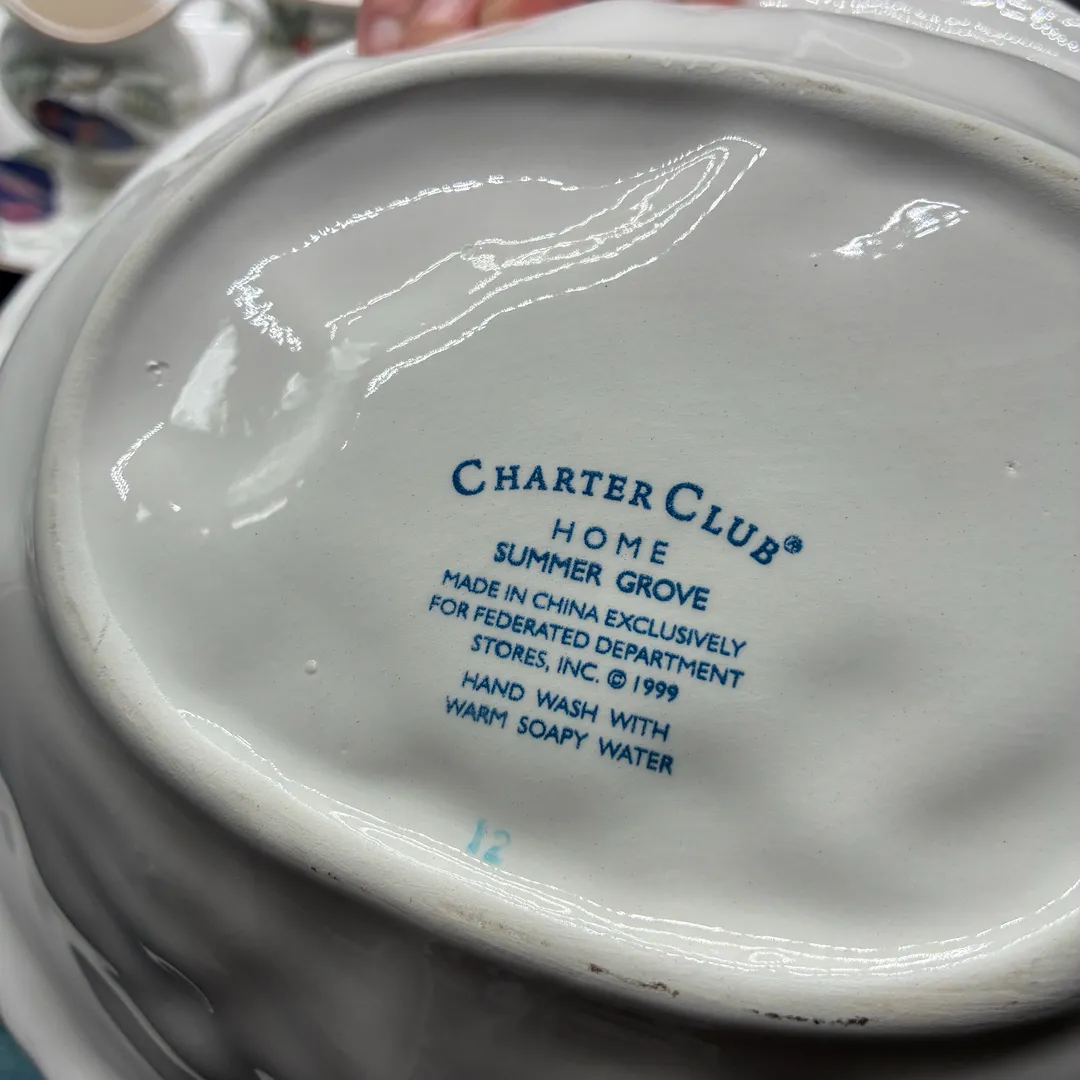 CHARTER CLUB®
HOME
SUMMER GROVE
MADE IN CHINA EXCLUSIVELY
FOR FEDERATED DEPARTMENT
STORES, INC. © 1999
HAND WASH WITH
WARM SOAPY WATER
12